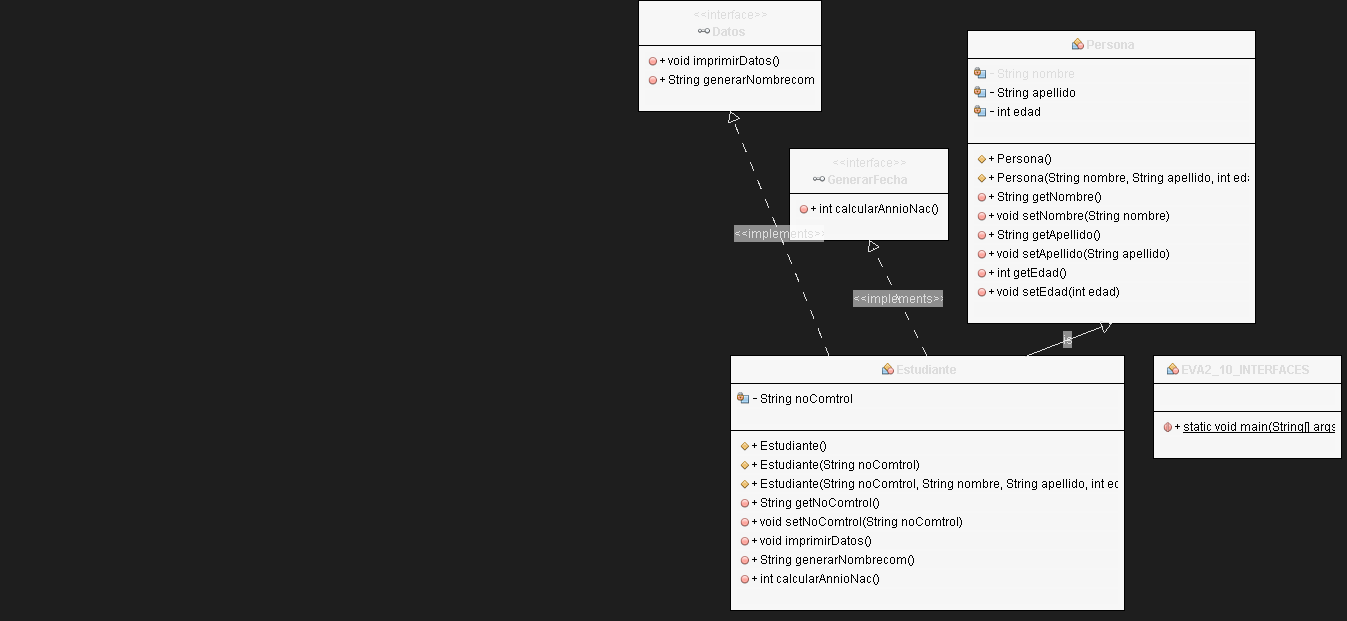 <<interface>>
Datos
+ void imprimirDatos()
+ String generarNombrecom
<<interface>>
GenerarFecha
+ int calcularAnnioNac()
<<implements>>
<<implements>>
Persona
- String nombre
- String apellido
- int edad
+ Persona()
+ Persona(String nombre, String apellido, int eda
+ String getNombre()
+ void setNombre(String nombre)
+ String getApellido()
+ void setApellido(String apellido)
+ int getEdad()
+ void setEdad(int edad)
is
Estudiante
- String noComtrol
+ Estudiante()
+ Estudiante(String noComtrol)
+ Estudiante(String noComtrol, String nombre, String apellido, int ed
+ String getNoComtrol()
+ void setNoComtrol(String noComtrol)
+ void imprimirDatos()
+ String generarNombrecom()
+ int calcularAnnioNac()
EVA2_10_INTERFACES
+ static void main(String[] args